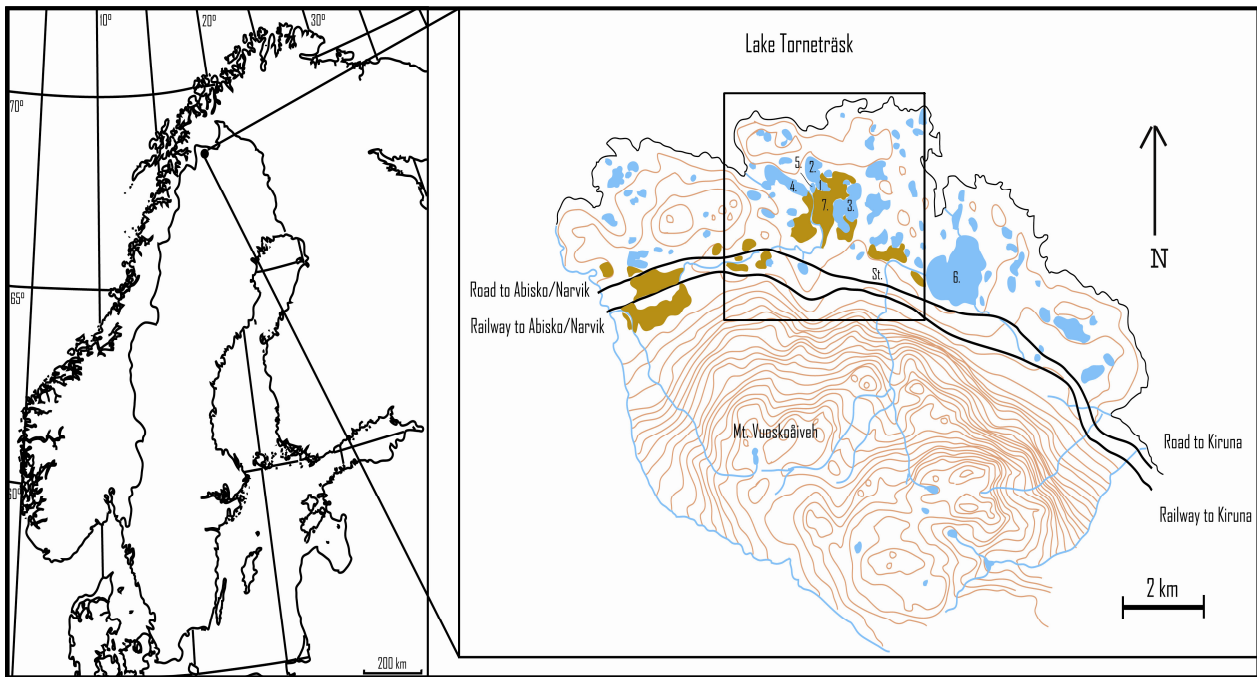 10°
20°
30°
70°
65°
60°
200 km
Lake Torneträsk
5.
2.
4.
1.
7.
3.
6.
St.
Road to Abisko/Narvik
Railway to Abisko/Narvik
N
Mt. Vuoskoåiveh
Road to Kiruna
Railway to Kiruna
2 km